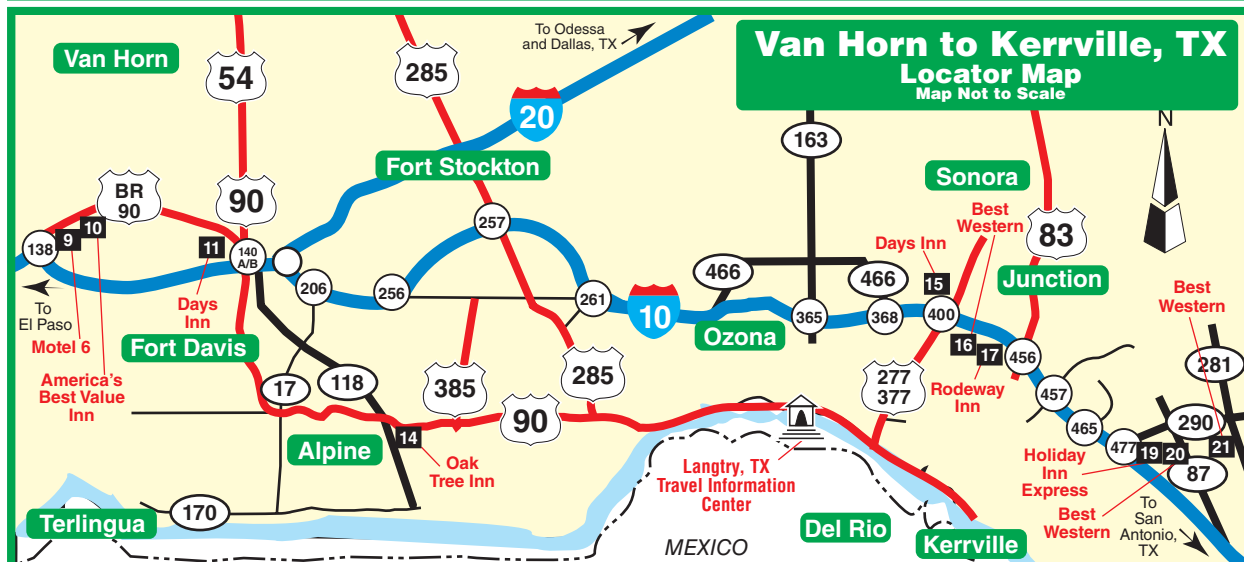 Van Horn to Kerrville, TX
Locator Map
Map Not to Scale
N
To Odessa
and Dallas, TX
Van Horn
54
285
20
163
Fort Stockton
Sonora
BR
90
90
257
Best
Western
83
138
9
10
11
140
A/B
206
256
261
10
466
466
Days Inn
15
Junction
To
El Paso
Motel 6
Days
Inn
Fort Davis
Ozona
365
368
400
16
17
456
Rodeway
Inn
Best
Western
281
America's
Best Value
Inn
17
118
385
285
277
377
457
465
477
290
90
Alpine
14
Oak
Tree Inn
Langtry, TX
Travel Information
Center
Holiday
Inn
Express
19
20
21
87
Best
Western
To
San
Antonio,
TX
Terlingua
170
MEXICO
Del Rio
Kerrville